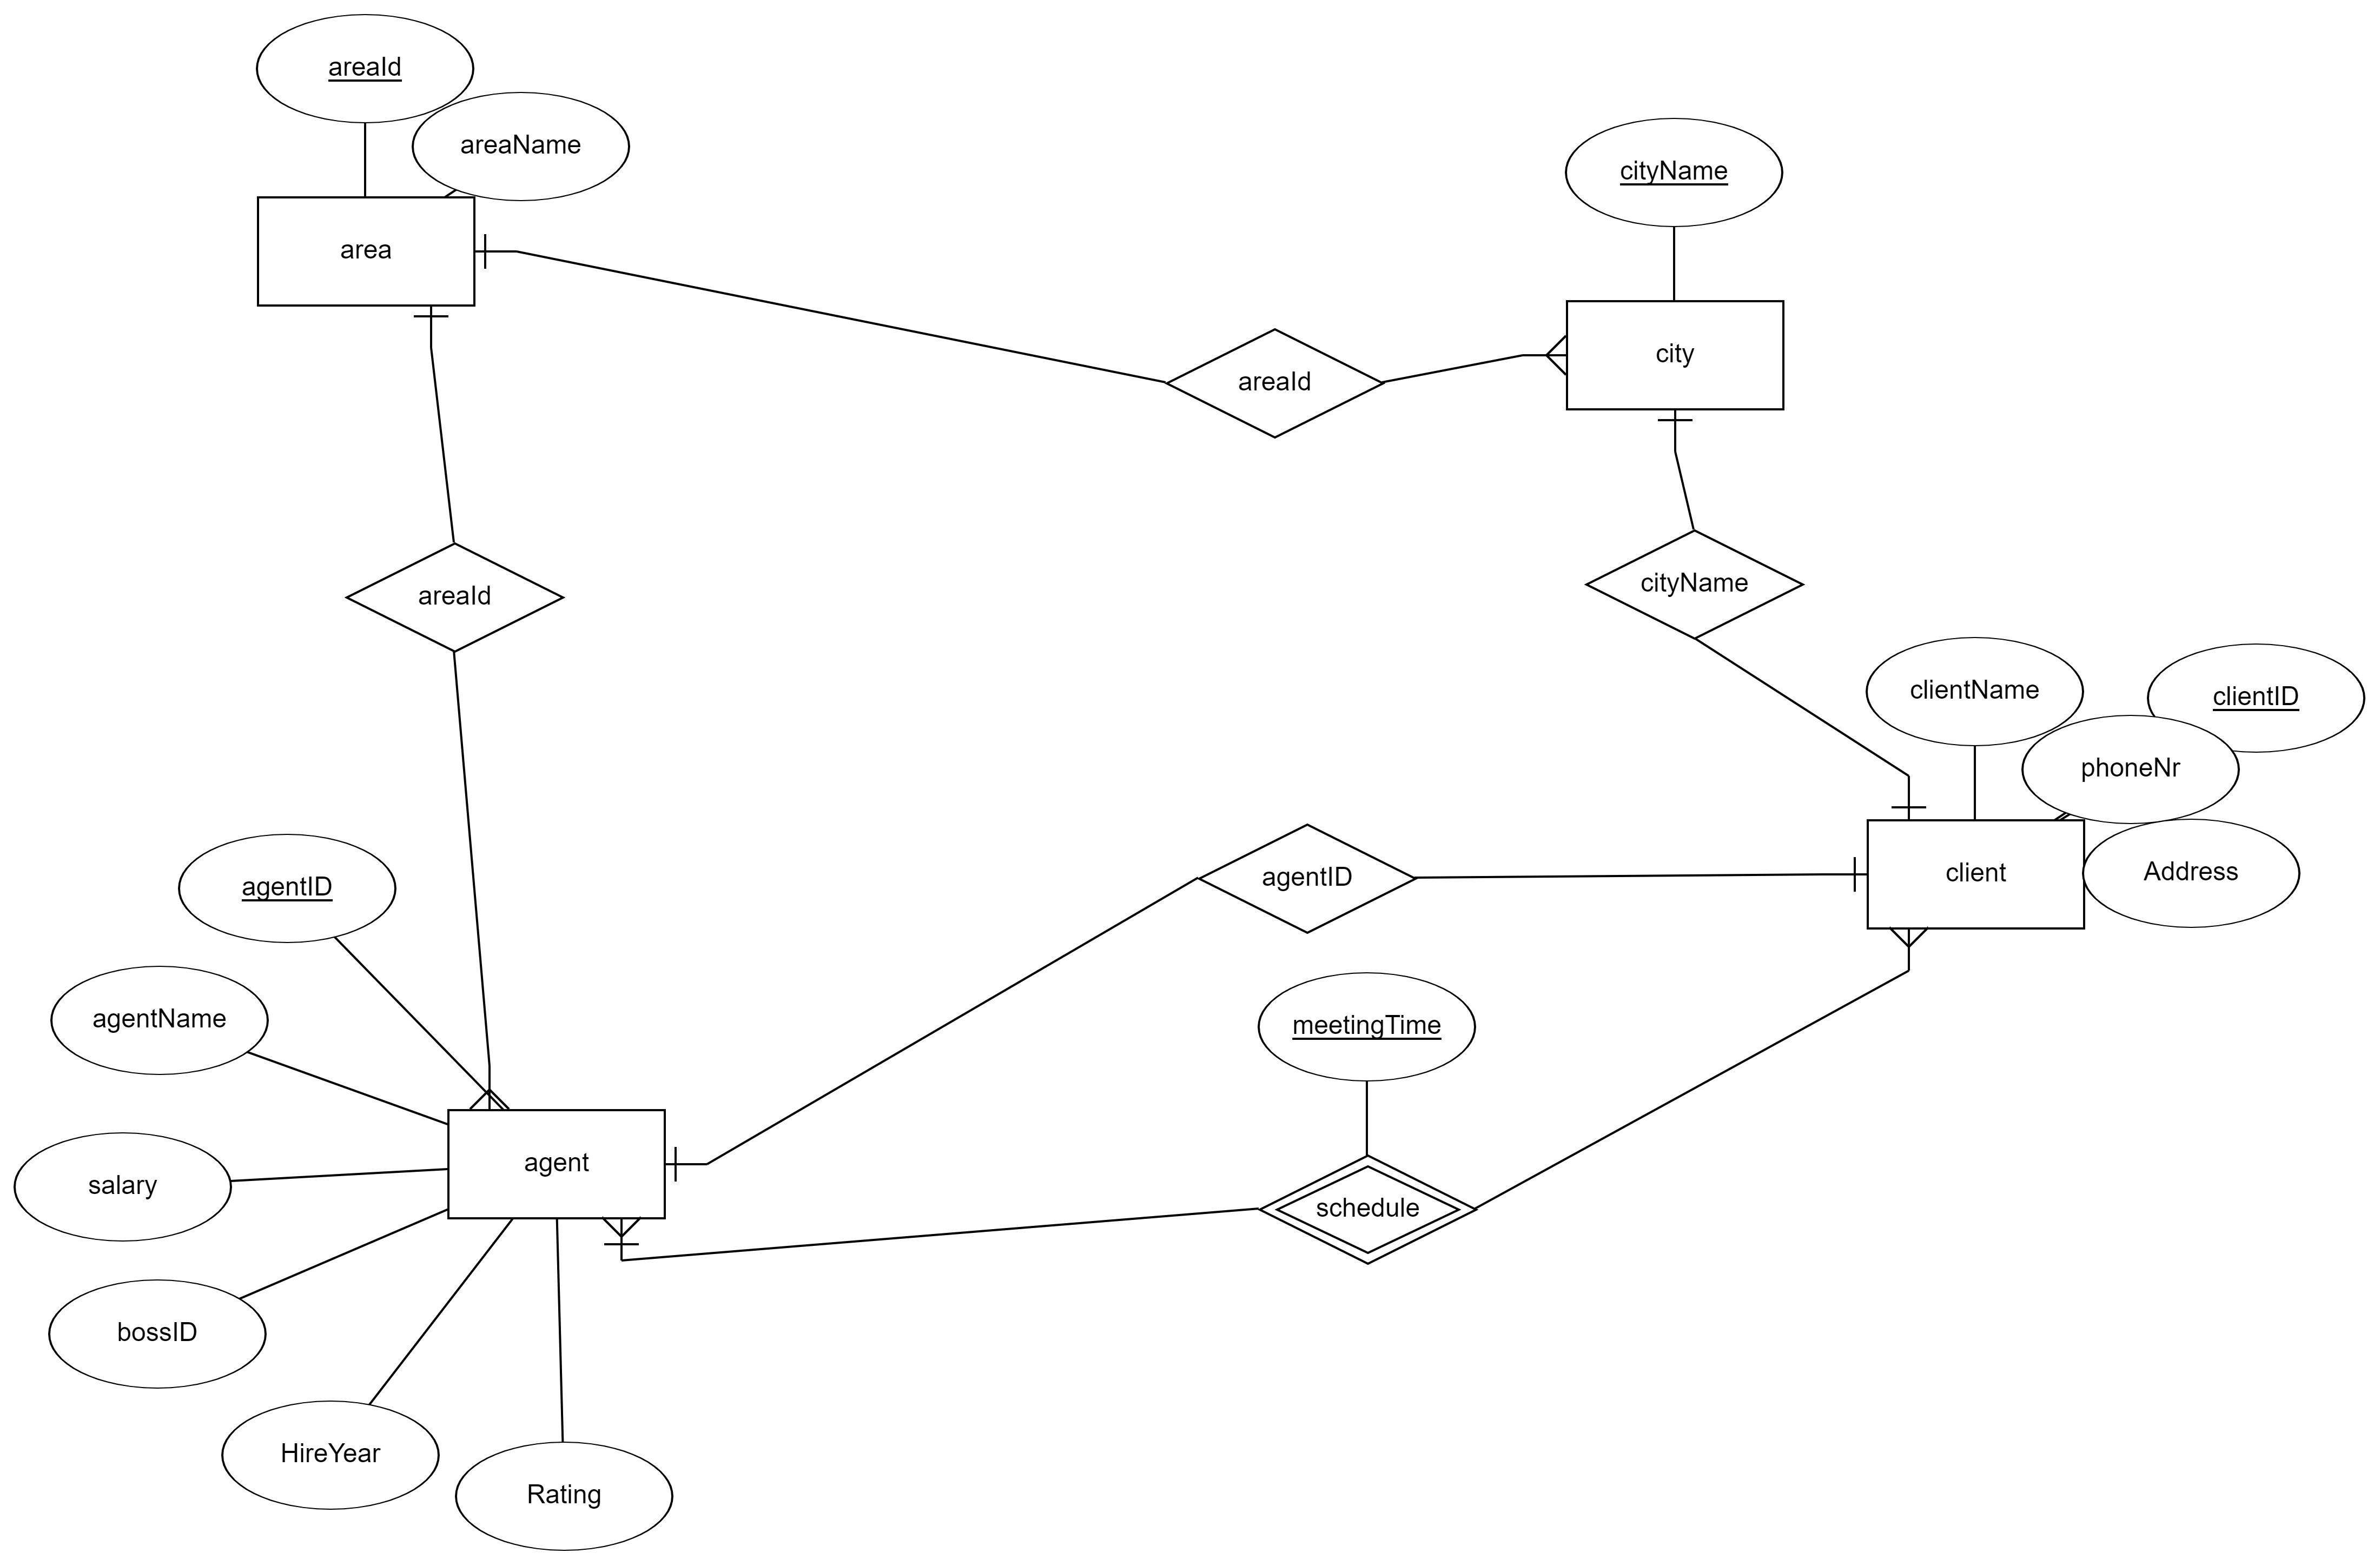 areaId
areaName
cityName
area
city
areaId
cityName
areaId
clientName
clientID
phoneNr
agentID
agentID
client
Address
agentName
meetingTime
agent
salary
schedule
bossID
HireYear
Rating